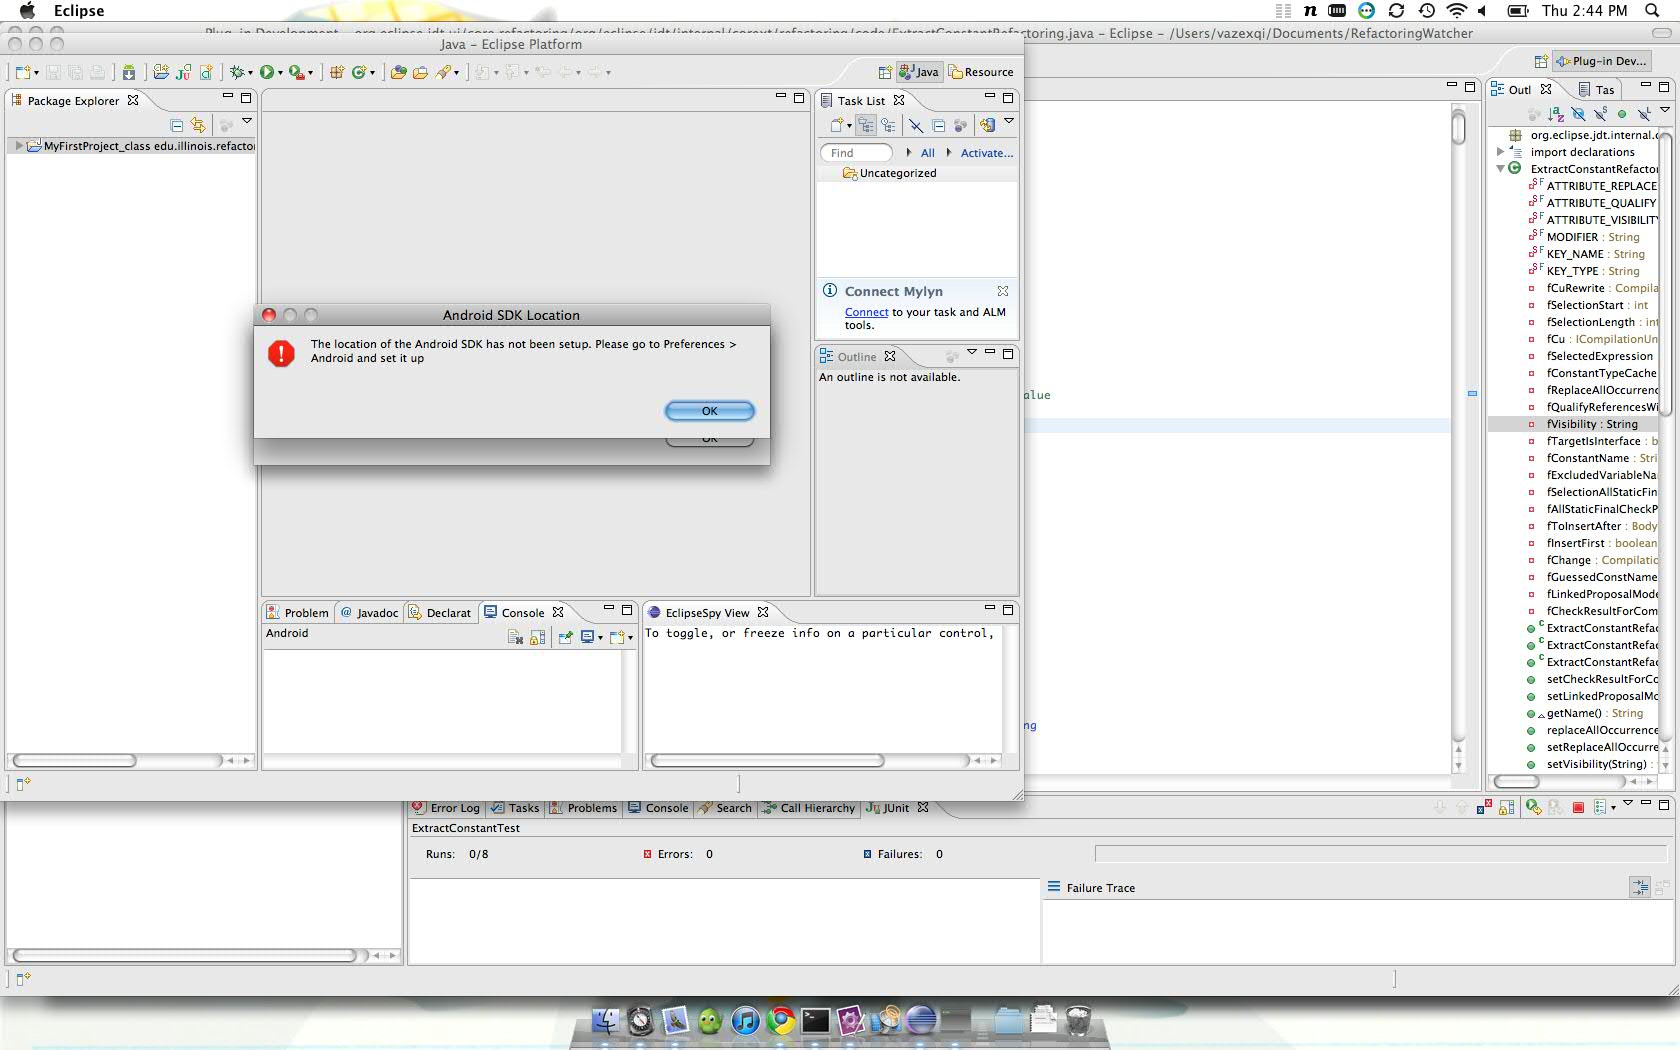 Eclipse
Thu 2:44 PM
Plug-in Development - org.eclipse.jdt.ui/core refactoring/org/eclipse/jdt/internal/corext/refactoring/code/ExtractConstantRefactoring.java - Eclipse - /Users/vazexqi/Documents/RefactoringWatcher
Java - Eclipse Platform
Java
Resource
Plug-in Dev...
Package Explorer
Task List
Outl
Tas
MyFirstProject_class edu.illinois.refactor
Find
All
Activate...
Uncategorized
Connect Mylyn
Connect to your task and ALM
tools.
Outline
An outline is not available.
Android SDK Location
The location of the Android SDK has not been setup. Please go to Preferences >
Android and set it up
OK
OK
alue
ng
org.eclipse.jdt.internal.c
import declarations
ExtractConstantRefactor
ATTRIBUTE_REPLACE
ATTRIBUTE_QUALIFY
ATTRIBUTE_VISIBILITY
MODIFIER : String
KEY_NAME : String
KEY_TYPE : String
fCuRewrite : Compila
fSelectionStart : int
fSelectionLength : int
fCu : ICompilationUn
fSelectedExpression
fConstantTypeCache
fReplaceAllOccurrenc
fQualifyReferencesWi
fVisibility : String
fTargetIsInterface : b
fConstantName : Stri
fExcludedVariableNa
fSelectionAllStaticFin
fAllStaticFinalCheckP
fToInsertAfter : Body
fInsertFirst : boolean
fChange : Compilatio
fGuessedConstName
fLinkedProposalMode
fCheckResultForCom
ExtractConstantRefac
ExtractConstantRefac
ExtractConstantRefac
setCheckResultForCo
setLinkedProposalMo
getName() : String
replaceAllOccurrence
setReplaceAllOccurre
setVisibility(String) :
Problem
Javadoc
Declarat
Console
EclipseSpy View
Android
To toggle, or freeze info on a particular control,
Error Log
Tasks
Problems
Console
Search
Call Hierarchy
JUnit
ExtractConstantTest
Runs: 0/8
Errors: 0
Failures: 0
Failure Trace